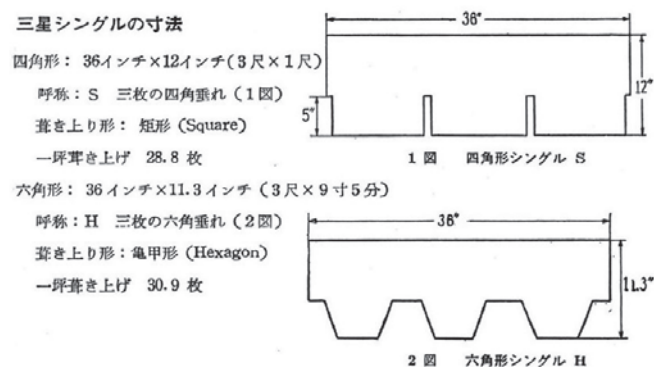 三星シングルの寸法
四角形： 36インチ×12インチ(3尺×1尺)
呼称：S 三枚の四角垂れ (1図)
葺き上り形： 矩形 (Square)
一坪茸き上げ 28.8 枚
六角形： 36インチ×11.3インチ (3尺×9寸5分)
呼称：H 三枚の六角垂れ (2図)
葺き上り形：亀甲形 (Hexagon)
一坪葺き上げ 30.9 枚
36"
12"
5"
1 図 四角形シングル S
36"
11.3"
2 図 六角形シングル H